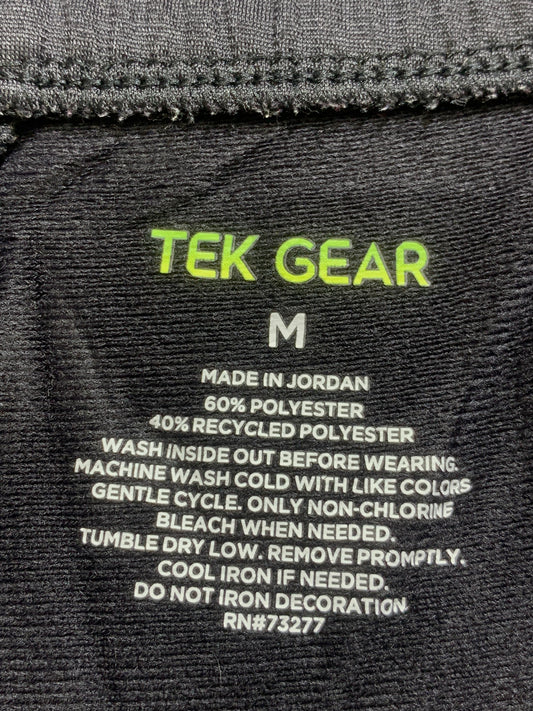 TEK GEAR
M
MADE IN JORDAN
60% POLYESTER
40% RECYCLED POLYESTER
WASH INSIDE OUT BEFORE WEARING.
MACHINE WASH COLD WITH LIKE COLORS
GENTLE CYCLE. ONLY NON-CHLORINE
BLEACH WHEN NEEDED.
TUMBLE DRY LOW. REMOVE PROMPTLY.
COOL IRON IF NEEDED.
DO NOT IRON DECORATION
RN#73277